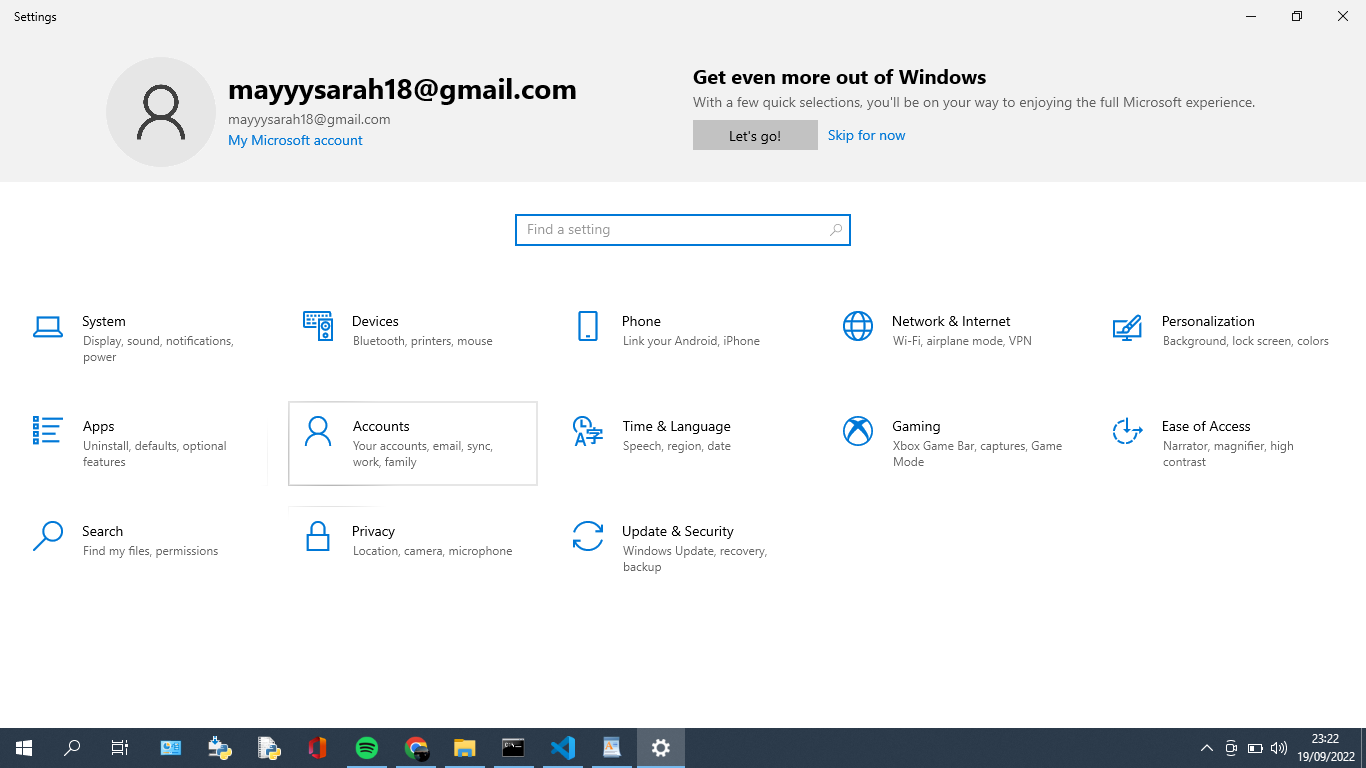 Settings
mayyysarah18@gmail.com
mayyysarah18@gmail.com
My Microsoft account
Get even more out of Windows
With a few quick selections, you'll be on your way to enjoying the full Microsoft experience.
Let's go!
Skip for now
Find a setting
System
Display, sound, notifications,
power
Devices
Bluetooth, printers, mouse
Phone
Link your Android, iPhone
Network & Internet
Wi-Fi, airplane mode, VPN
Personalization
Background, lock screen, colors
Apps
Uninstall, defaults, optional
features
Accounts
Your accounts, email, sync,
work, family
Time & Language
Speech, region, date
Gaming
Xbox Game Bar, captures, Game
Mode
Ease of Access
Narrator, magnifier, high
contrast
Search
Find my files, permissions
Privacy
Location, camera, microphone
Update & Security
Windows Update, recovery,
backup
23:22
19/09/2022